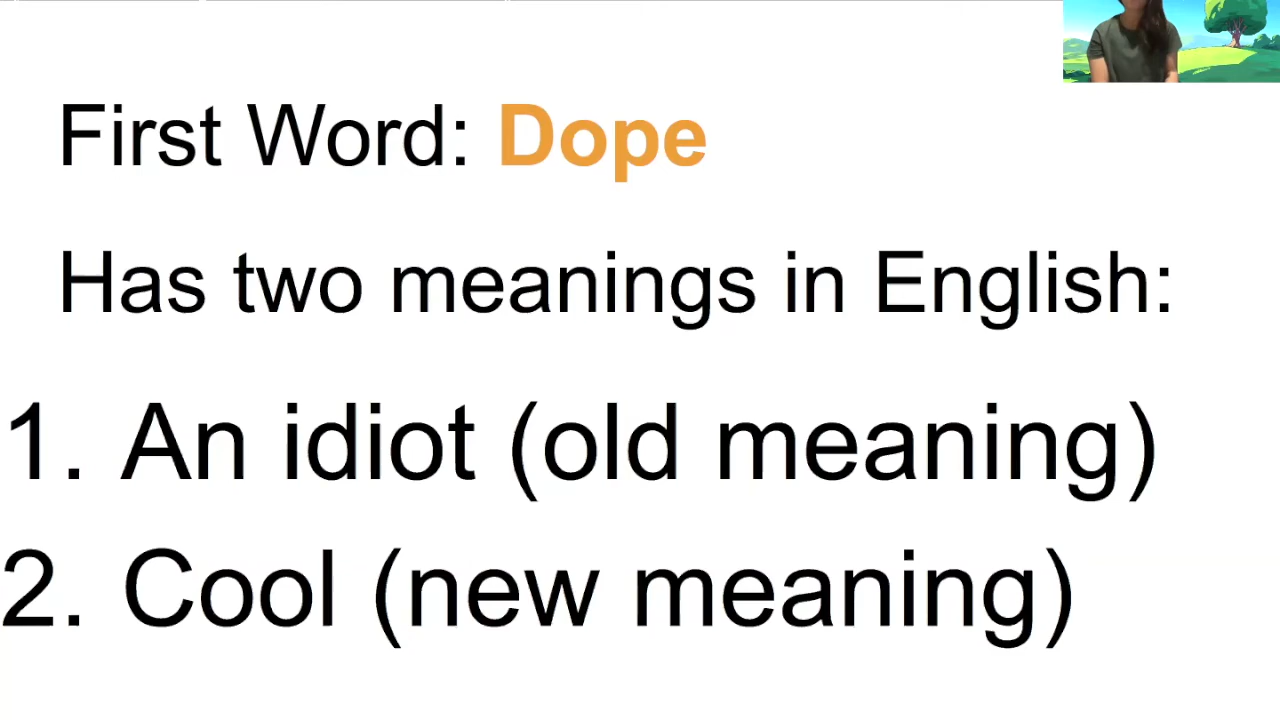 First Word: Dope
Has two meanings in English:
1. An idiot (old meaning)
2. Cool (new meaning)